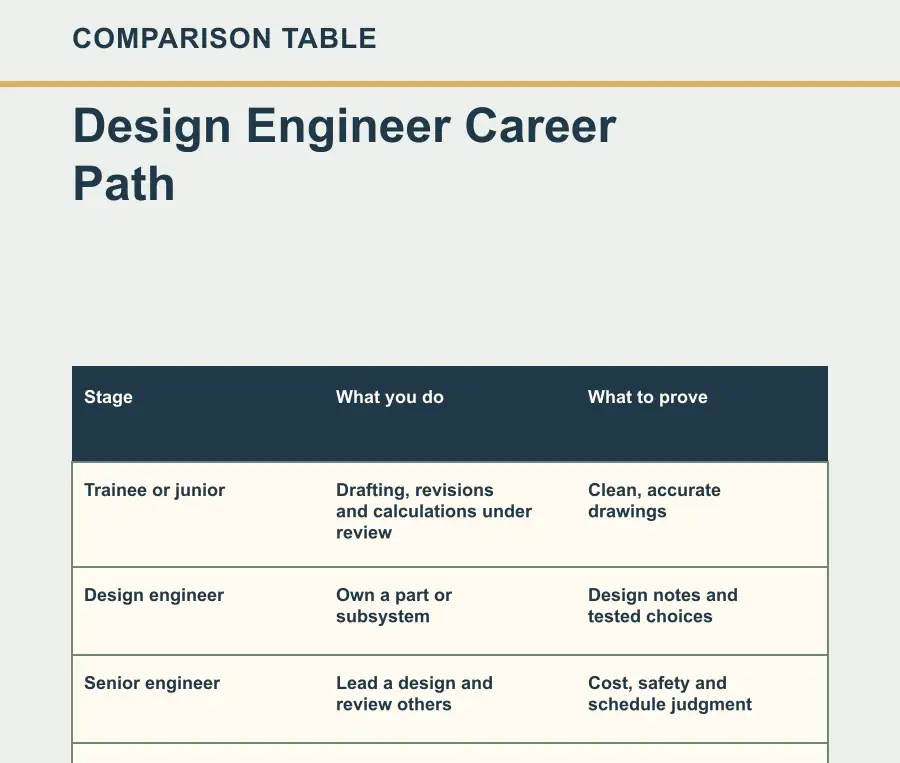 COMPARISON TABLE
Design Engineer Career
Path
Stage
What you do
What to prove
Trainee or junior
Drafting, revisions
and calculations under
review
Clean, accurate
drawings
Design engineer
Own a part or
subsystem
Design notes and
tested choices
Senior engineer
Lead a design and
review others
Cost, safety and
schedule judgment